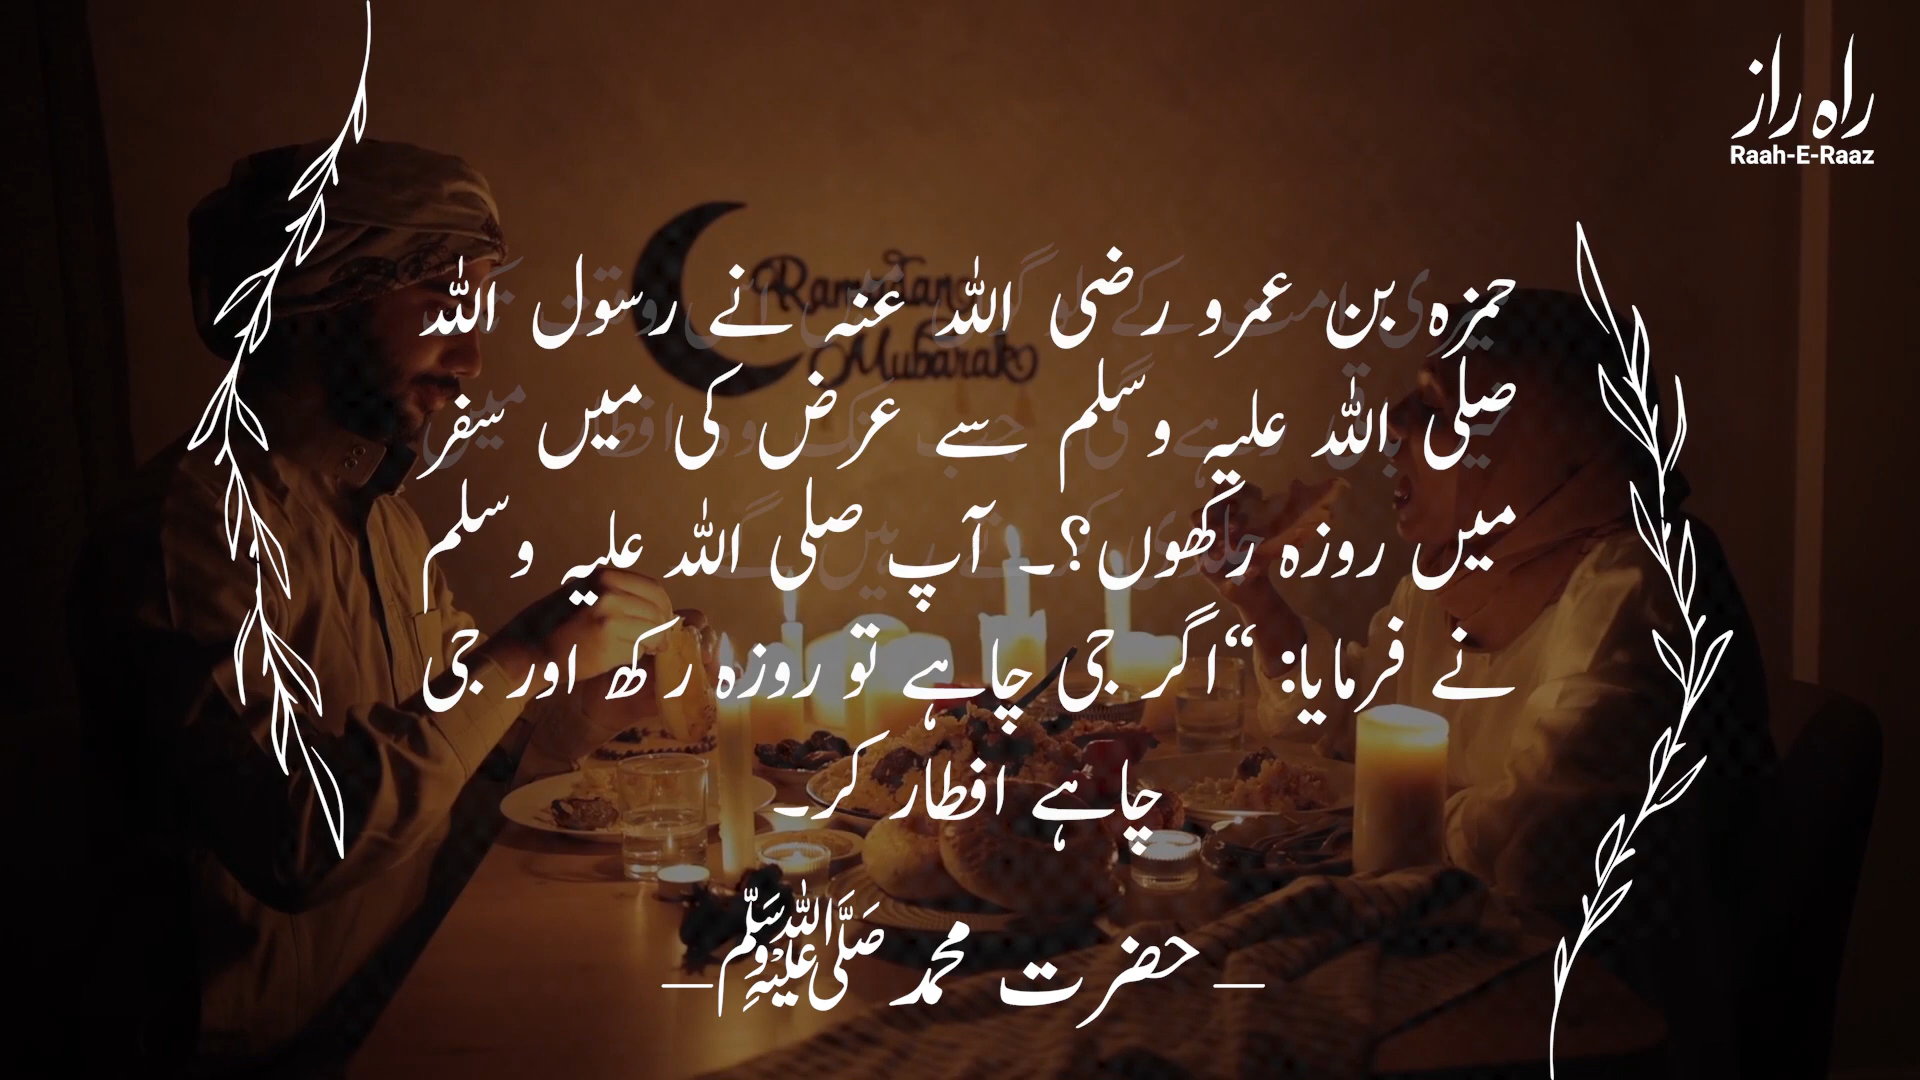 راہ راز
Raah-E-Raaz
Ramadan
Mubarak
حمزہ بن عمرو رضی اللہ عنہ نے رسول اللہ
صلی اللہ علیہ وسلم سے عرض کی میں سفر
میں روزہ رکھوں؟۔ آپ صلی اللہ علیہ وسلم
نے فرمایا: “اگر جی چاہے تو روزہ رکھ اور جی
چاہے افطار کر۔
— حضرت محمد ﷺ —